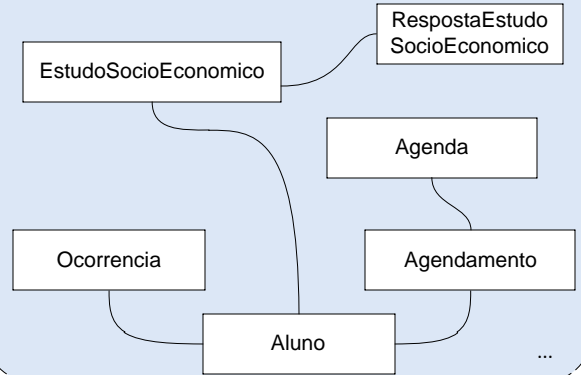 RespostaEstudo
SocioEconomico
EstudoSocioEconomico
Agenda
Ocorrencia
Agendamento
Aluno
...